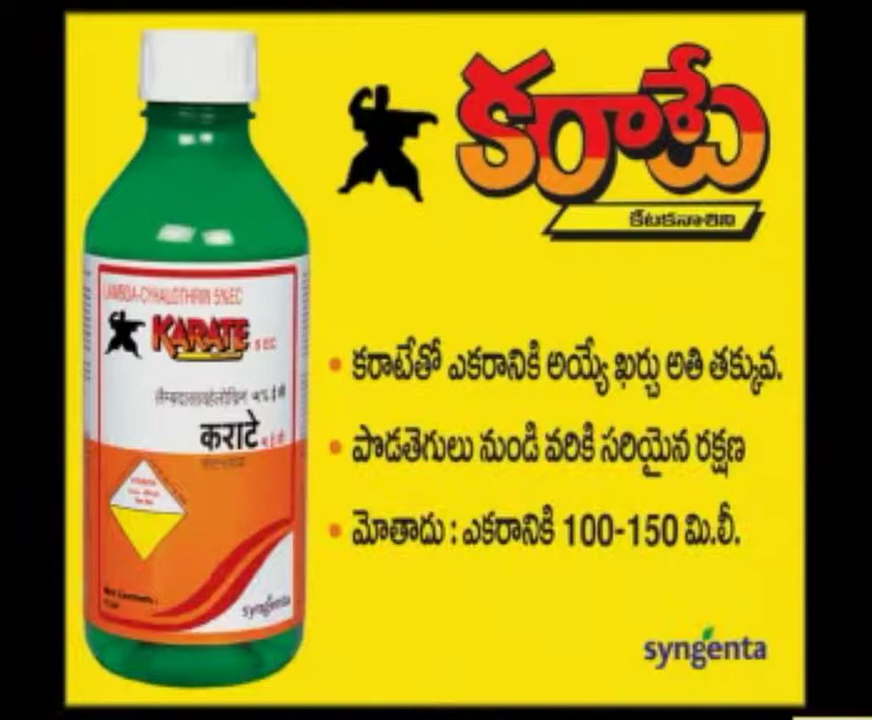 కరాటే
కీటకనాశిని
LAMBDA-CYHALOTHRIN 5%EC
KARATE 5 EC
कराटे
syngenta
• కరాటేతో ఎకరానికి అయ్యే ఖర్చు అతి తక్కువ.
• పొడతెగులు నుండి వరికి సరియైన రక్షణ
• మోతాదు : ఎకరానికి 100-150 మి.లీ.
syngenta